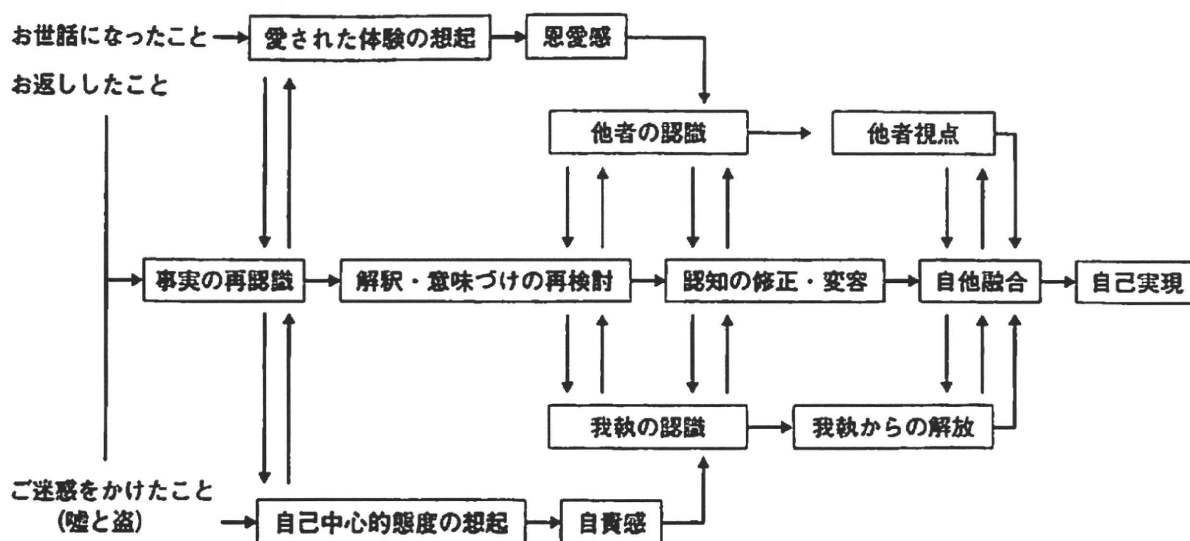 お世話になったこと
愛された体験の想起
恩愛感
お返ししたこと
他者の認識
他者視点
事実の再認識
解釈・意味づけの再検討
認知の修正・変容
自他融合
自己実現
我執の認識
我執からの解放
ご迷惑をかけたこと
(嘘と盗)
自己中心的態度の想起
自責感